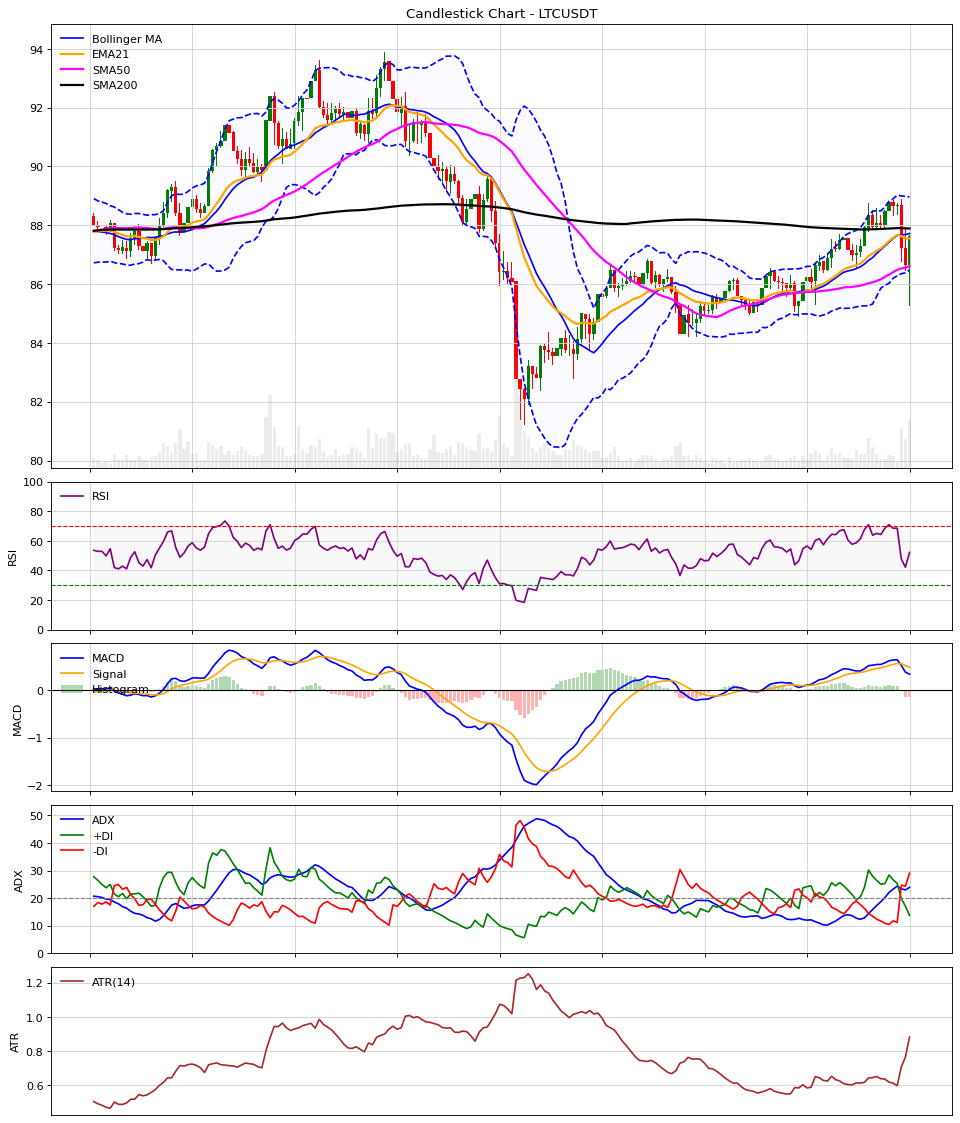 Candlestick Chart - LTCUSDT
Bollinger MA
EMA21
SMA50
SMA200
94
92
90
88
86
84
82
80
RSI
100
80
60
40
20
0
RSI
MACD
Signal
Histogram
0
−1
−2
MACD
ADX
+DI
-DI
50
40
30
20
10
0
ADX
ATR(14)
1.2
1.0
0.8
0.6
ATR